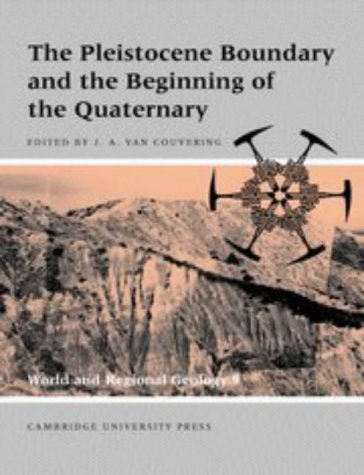 The Pleistocene Boundary
and the Beginning of
the Quaternary
EDITED BY J. A. VAN COUVERING
World and Regional Geology 9
CAMBRIDGE UNIVERSITY PRESS